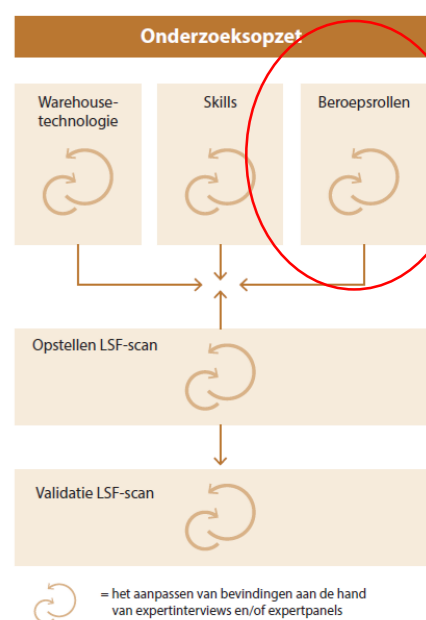 Onderzoeksopzet
Warehouse-
technologie
Skills
Beroepsrollen
Opstellen LSF-scan
Validatie LSF-scan
= het aanpassen van bevindingen aan de hand
van expertinterviews en/of expertpanels